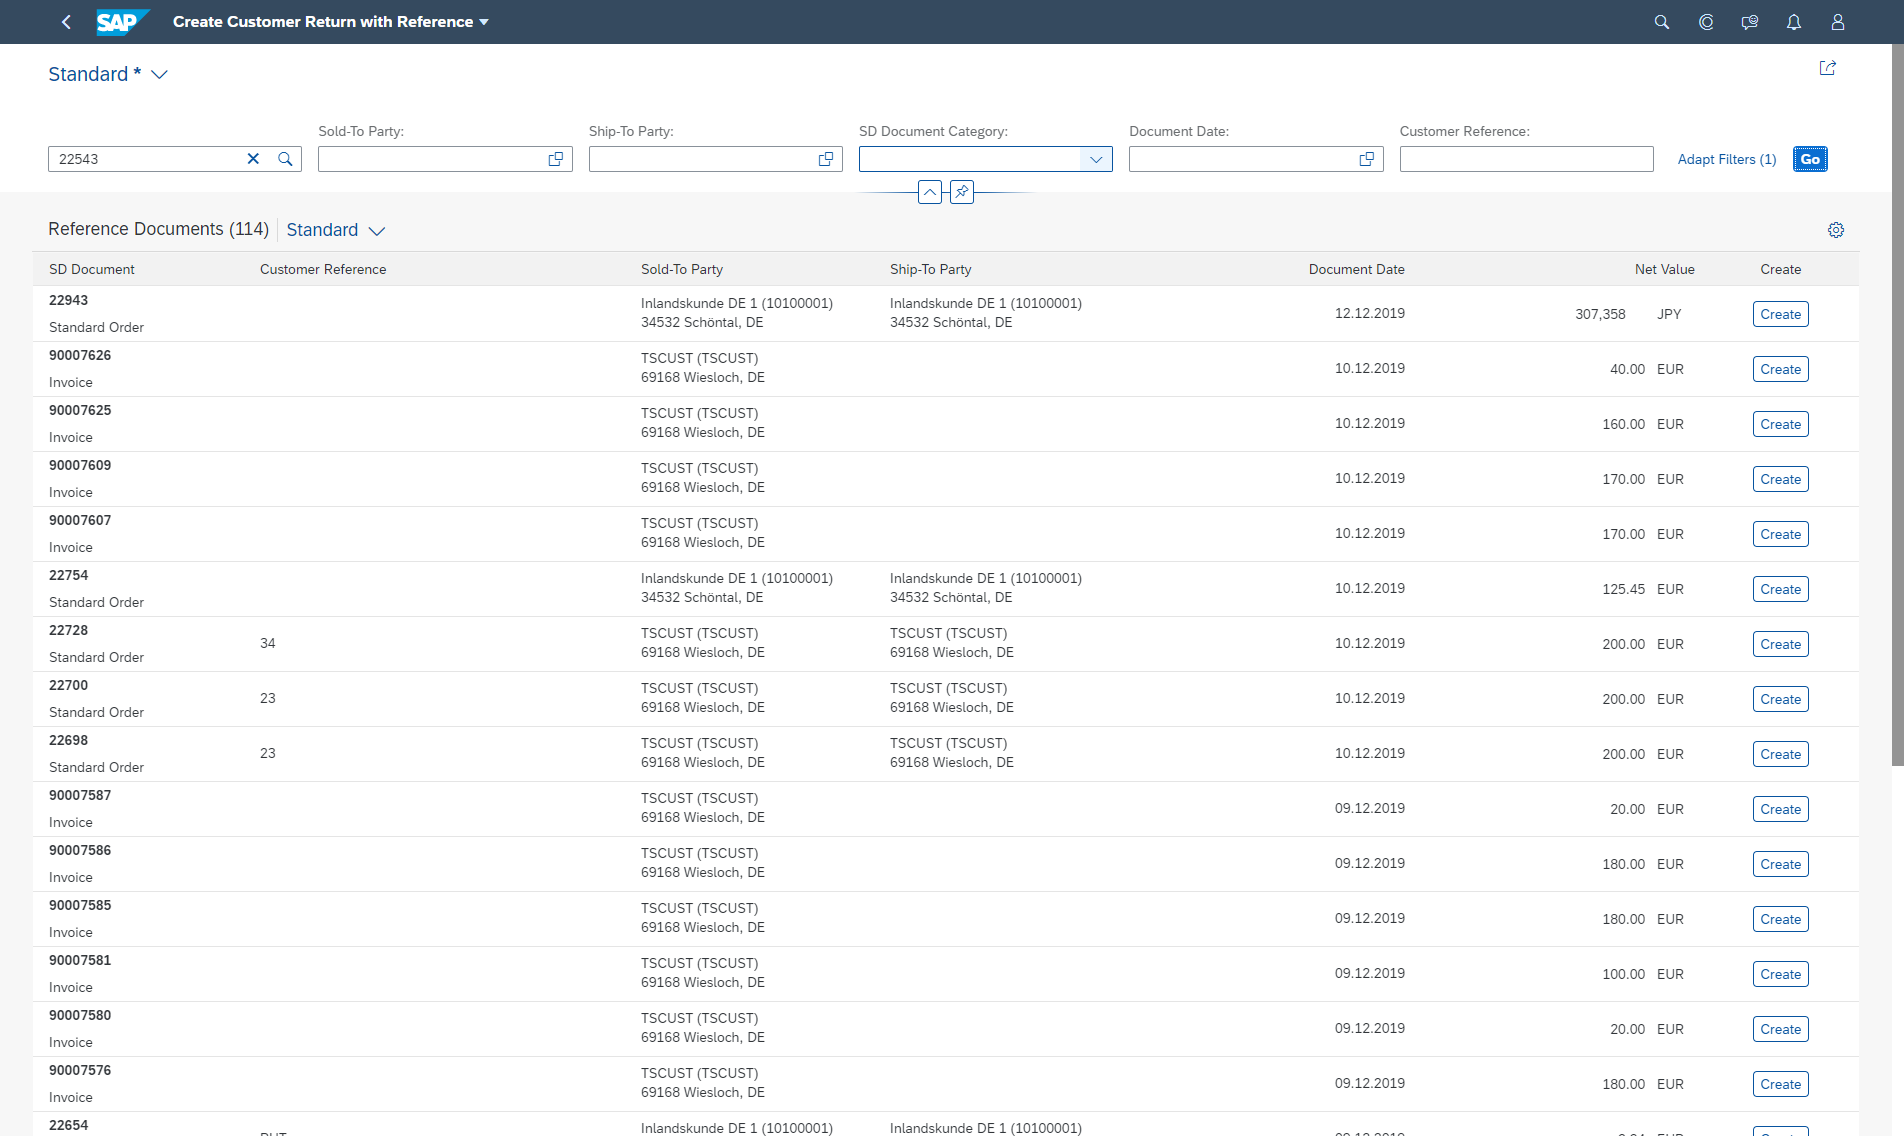 SAP Create Customer Return with Reference
Standard *
Sold-To Party: Ship-To Party: SD Document Category: Document Date: Customer Reference:
22543 Adapt Filters (1) Go
Reference Documents (114) Standard
SD Document Customer Reference Sold-To Party Ship-To Party Document Date Net Value Create
22943
Standard Order
Inlandskunde DE 1 (10100001)
34532 Schöntal, DE
Inlandskunde DE 1 (10100001)
34532 Schöntal, DE
12.12.2019 307,358 JPY Create
90007626
Invoice
TSCUST (TSCUST)
69168 Wiesloch, DE
10.12.2019 40.00 EUR Create
90007625
Invoice
TSCUST (TSCUST)
69168 Wiesloch, DE
10.12.2019 160.00 EUR Create
90007609
Invoice
TSCUST (TSCUST)
69168 Wiesloch, DE
10.12.2019 170.00 EUR Create
90007607
Invoice
TSCUST (TSCUST)
69168 Wiesloch, DE
10.12.2019 170.00 EUR Create
22754
Standard Order
Inlandskunde DE 1 (10100001)
34532 Schöntal, DE
Inlandskunde DE 1 (10100001)
34532 Schöntal, DE
10.12.2019 125.45 EUR Create
22728
Standard Order
34
TSCUST (TSCUST)
69168 Wiesloch, DE
TSCUST (TSCUST)
69168 Wiesloch, DE
10.12.2019 200.00 EUR Create
22700
Standard Order
23
TSCUST (TSCUST)
69168 Wiesloch, DE
TSCUST (TSCUST)
69168 Wiesloch, DE
10.12.2019 200.00 EUR Create
22698
Standard Order
23
TSCUST (TSCUST)
69168 Wiesloch, DE
TSCUST (TSCUST)
69168 Wiesloch, DE
10.12.2019 200.00 EUR Create
90007587
Invoice
TSCUST (TSCUST)
69168 Wiesloch, DE
09.12.2019 20.00 EUR Create
90007586
Invoice
TSCUST (TSCUST)
69168 Wiesloch, DE
09.12.2019 180.00 EUR Create
90007585
Invoice
TSCUST (TSCUST)
69168 Wiesloch, DE
09.12.2019 180.00 EUR Create
90007581
Invoice
TSCUST (TSCUST)
69168 Wiesloch, DE
09.12.2019 100.00 EUR Create
90007580
Invoice
TSCUST (TSCUST)
69168 Wiesloch, DE
09.12.2019 20.00 EUR Create
90007576
Invoice
TSCUST (TSCUST)
69168 Wiesloch, DE
09.12.2019 180.00 EUR Create
22654
Inlandskunde DE 1 (10100001)
Inlandskunde DE 1 (10100001)